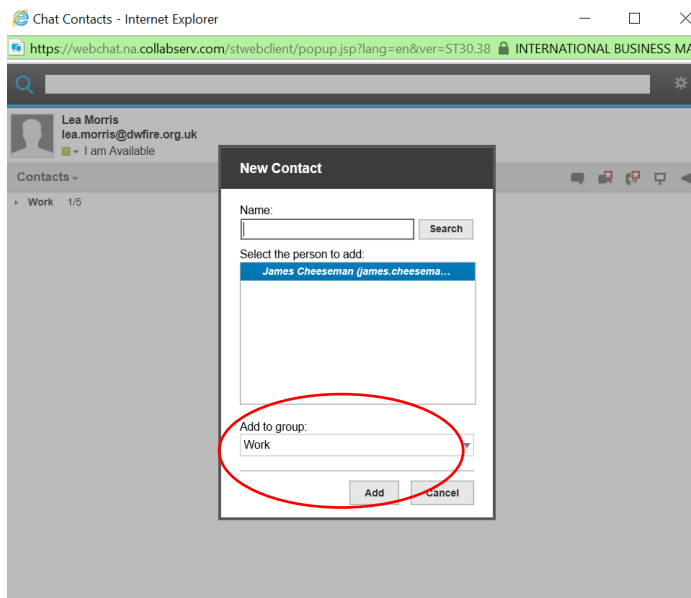 Chat Contacts - Internet Explorer
https://webchat.na.collabserv.com/stwebclient/popup.jsp?lang=en&ver=ST30.38 INTERNATIONAL BUSINESS MA
Lea Morris
lea.morris@dwfire.org.uk
I am Available
Contacts
Work 1/5
New Contact
Name:
Search
Select the person to add:
James Cheeseman (james.cheesema...
Add to group:
Work
Add Cancel